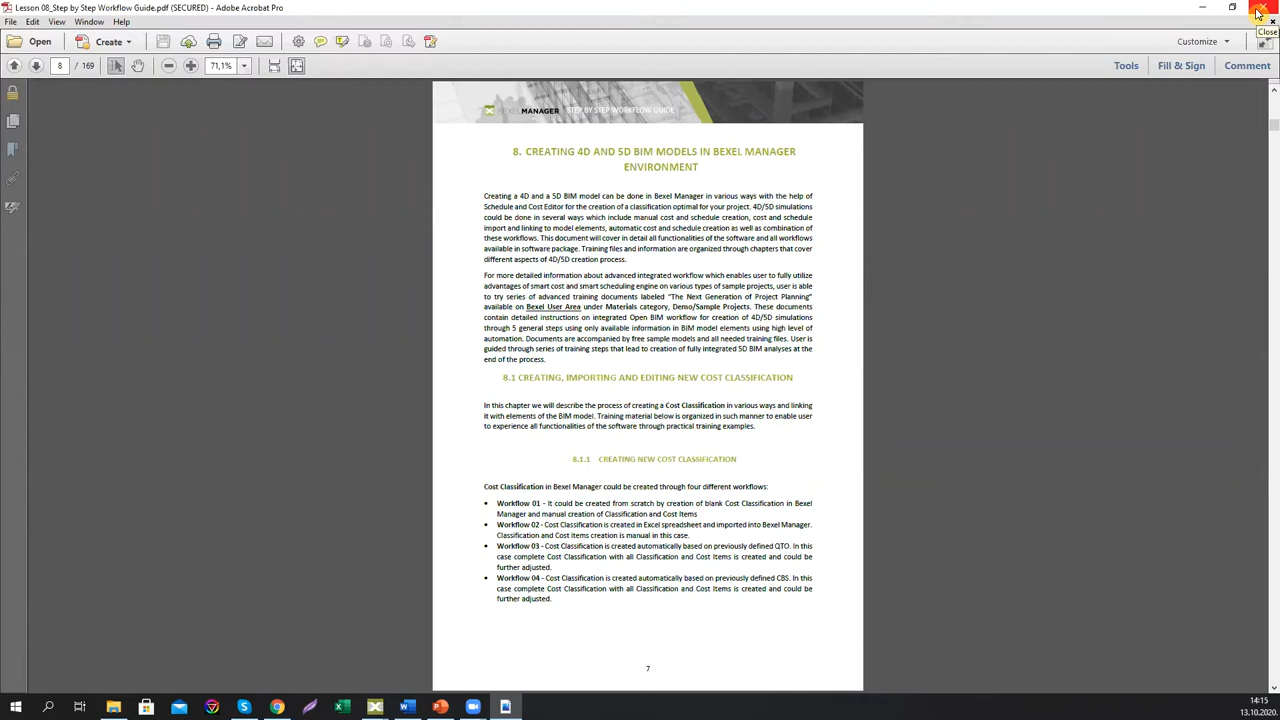 Lesson 08_Step by Step Workflow Guide.pdf (SECURED) - Adobe Acrobat Pro
File Edit View Window Help
Close
Open Create Customize
8 / 169 71,1% Tools Fill & Sign Comment
BEXELMANAGER STEP BY STEP WORKFLOW GUIDE
8. CREATING 4D AND 5D BIM MODELS IN BEXEL MANAGER
ENVIRONMENT
Creating a 4D and a 5D BIM model can be done in Bexel Manager in various ways with the help of
Schedule and Cost Editor for the creation of a classification optimal for your project. 4D/5D simulations
could be done in several ways which include manual cost and schedule creation, cost and schedule
import and linking to model elements, automatic cost and schedule creation as well as combination of
these workflows. This document will cover in detail all functionalities of the software and all workflows
available in software package. Training files and information are organized through chapters that cover
different aspects of 4D/5D creation process.
For more detailed information about advanced integrated workflow which enables user to fully utilize
advantages of smart cost and smart scheduling engine on various types of sample projects, user is able
to try series of advanced training documents labeled "The Next Generation of Project Planning"
available on Bexel User Area under Materials category, Demo/Sample Projects. These documents
contain detailed instructions on integrated Open BIM workflow for creation of 4D/5D simulations
through 5 general steps using only available information in BIM model elements using high level of
automation. Documents are accompanied by free sample models and all needed training files. User is
guided through series of training steps that lead to creation of fully integrated 5D BIM analyses at the
end of the process.
8.1 CREATING, IMPORTING AND EDITING NEW COST CLASSIFICATION
In this chapter we will describe the process of creating a Cost Classification in various ways and linking
it with elements of the BIM model. Training material below is organized in such manner to enable user
to experience all functionalities of the software through practical training examples.
8.1.1 CREATING NEW COST CLASSIFICATION
Cost Classification in Bexel Manager could be created through four different workflows:
• Workflow 01 - It could be created from scratch by creation of blank Cost Classification in Bexel
Manager and manual creation of Classification and Cost Items
• Workflow 02 - Cost Classification is created in Excel spreadsheet and imported into Bexel Manager.
Classification and Cost items creation is manual in this case.
• Workflow 03 - Cost Classification is created automatically based on previously defined QTO. In this
case complete Cost Classification with all Classification and Cost Items is created and could be
further adjusted.
• Workflow 04 - Cost Classification is created automatically based on previously defined CBS. In this
case complete Cost Classification with all Classification and Cost Items is created and could be
further adjusted.
7
14:15
13.10.2020.